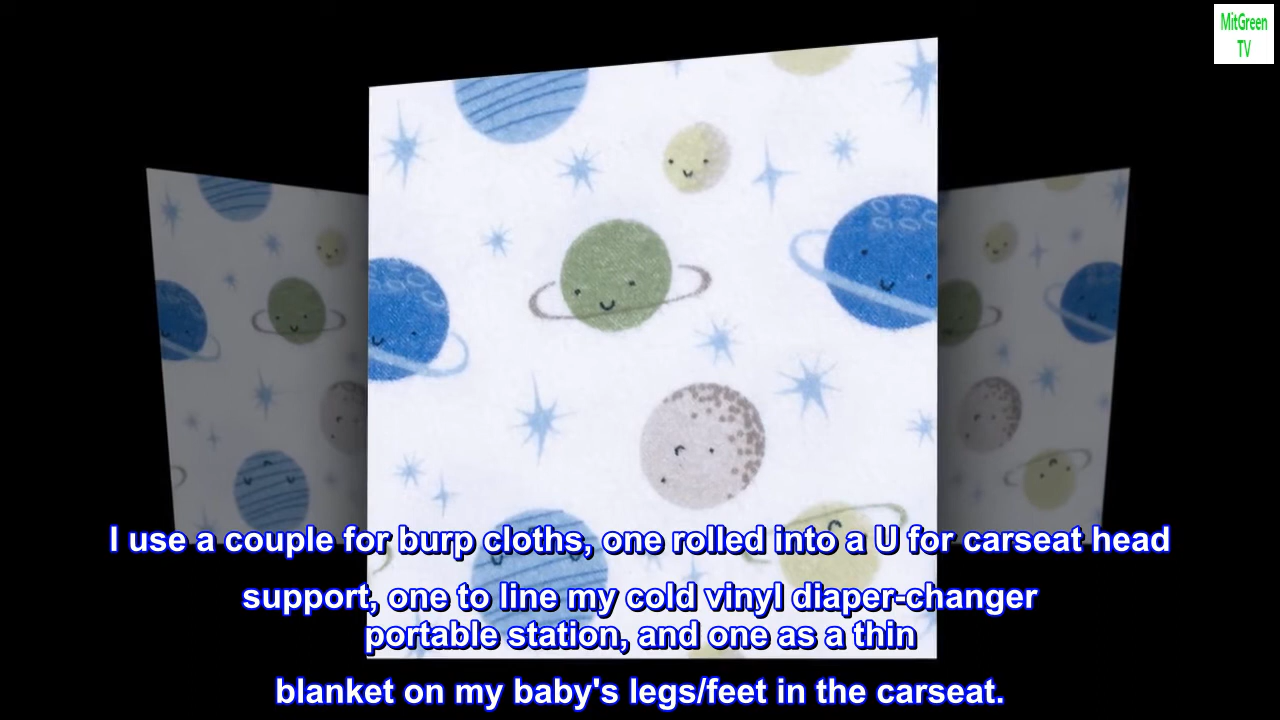 MitGreen
TV
I use a couple for burp cloths, one rolled into a U for carseat head
support, one to line my cold vinyl diaper-changer
portable station, and one as a thin
blanket on my baby's legs/feet in the carseat.